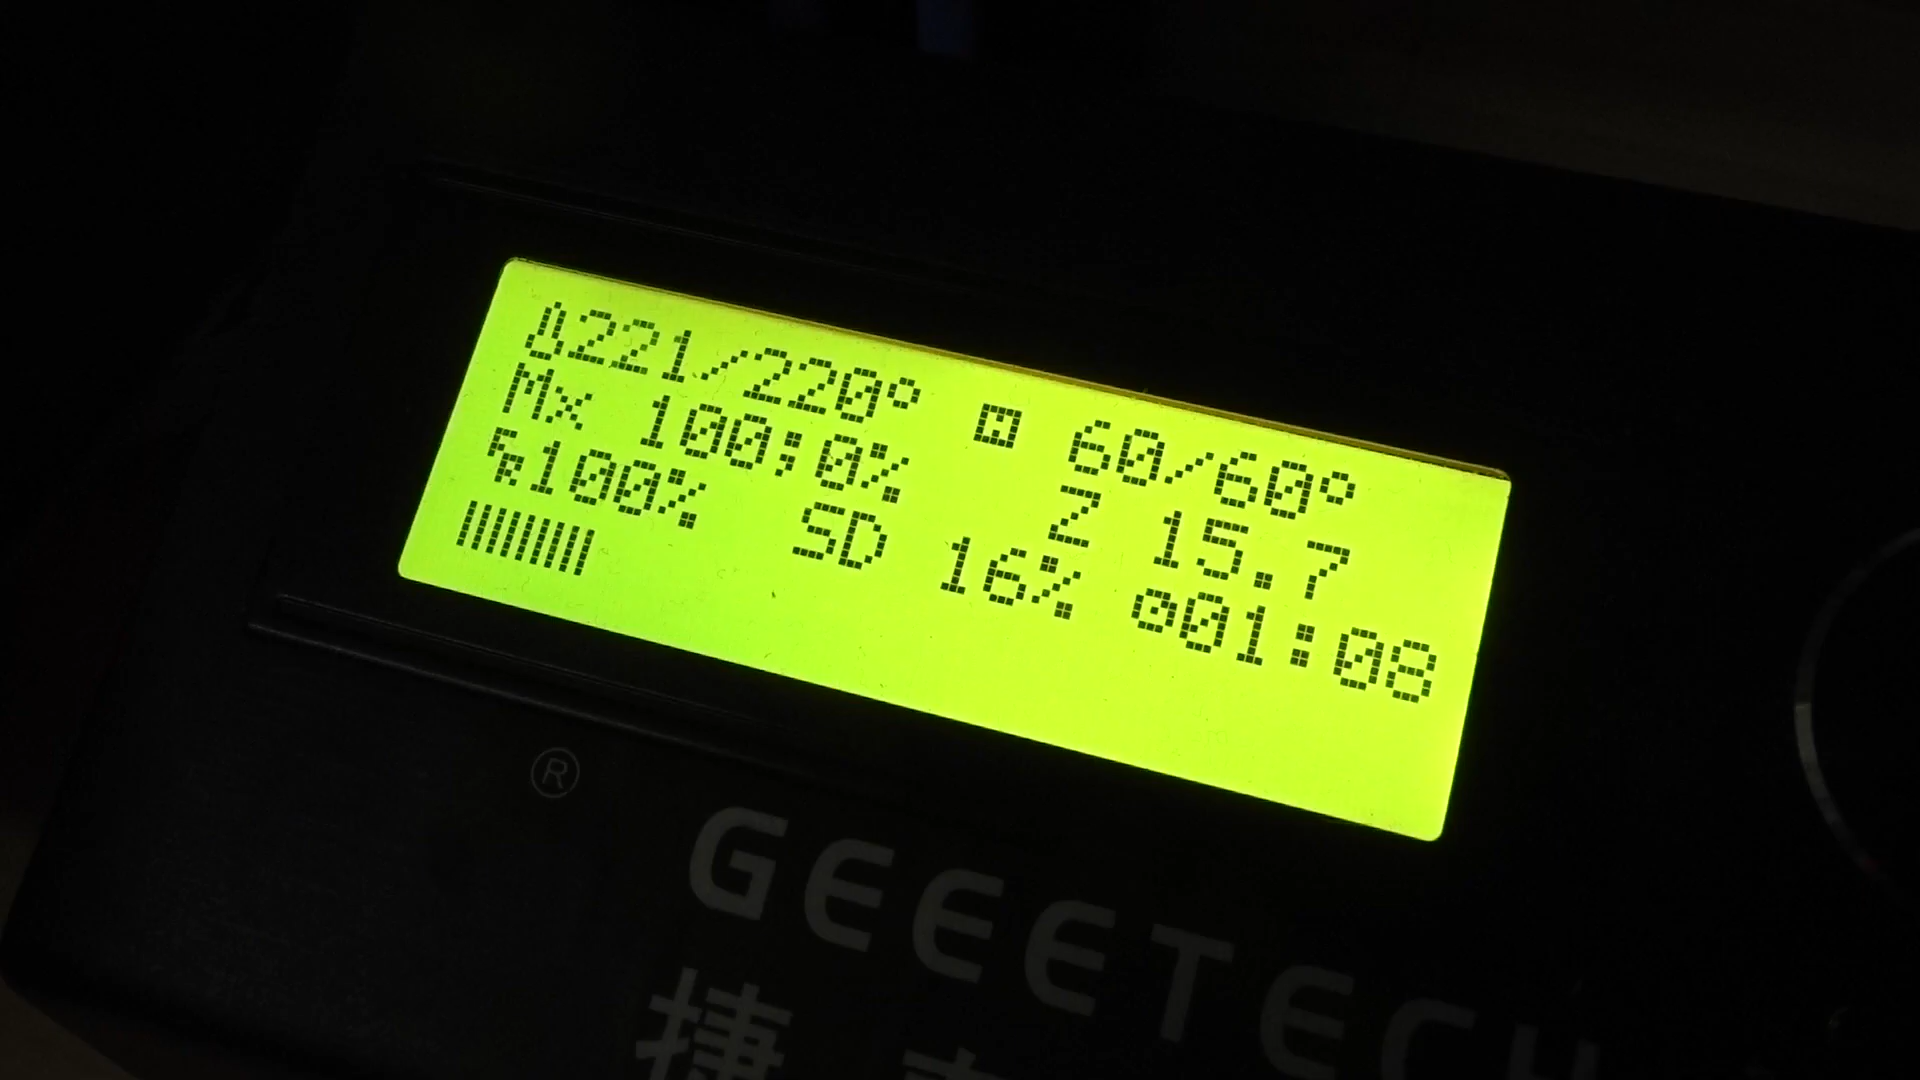 221/220° 60/60°
Mx 100;0% Z 15.7
FR100% SD 16% 001:08
®
GEEETECH
捷